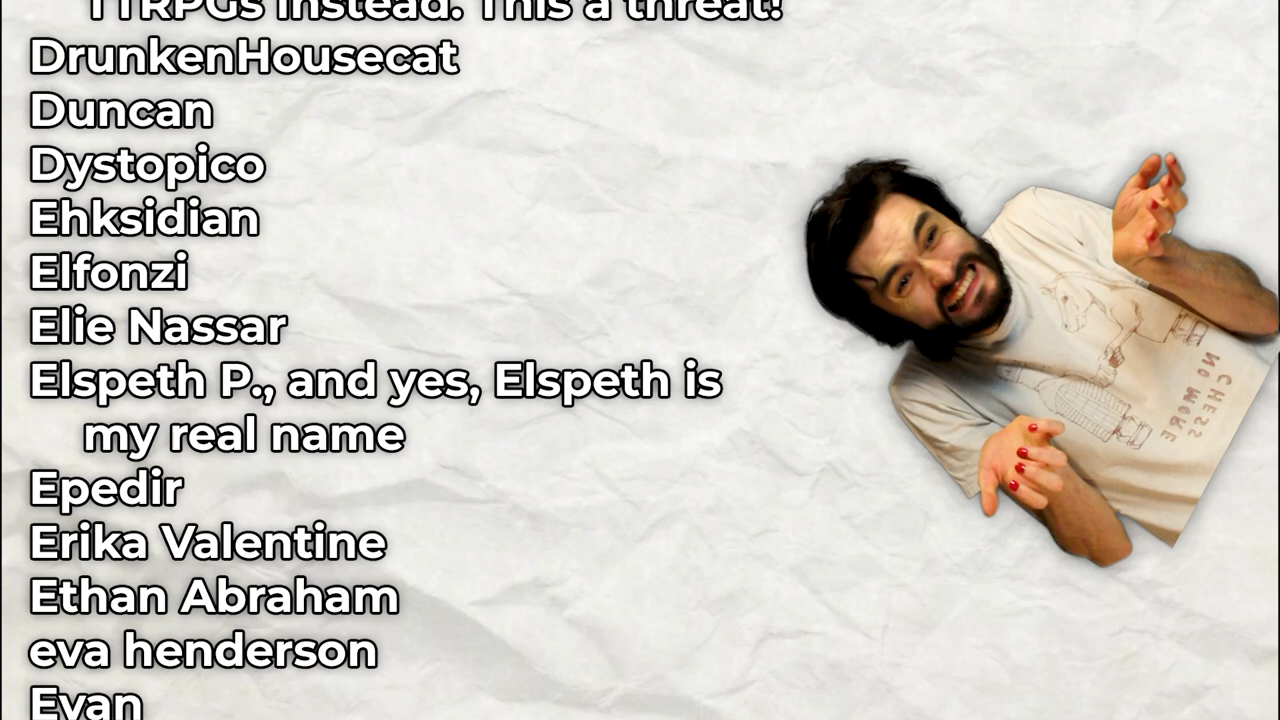 TTRPGs instead. This a threat!
DrunkenHousecat
Duncan
Dystopico
Ehksidian
Elfonzi
Elie Nassar
Elspeth P., and yes, Elspeth is
my real name
Epedir
Erika Valentine
Ethan Abraham
eva henderson
Evan
NO MORE
CHESS